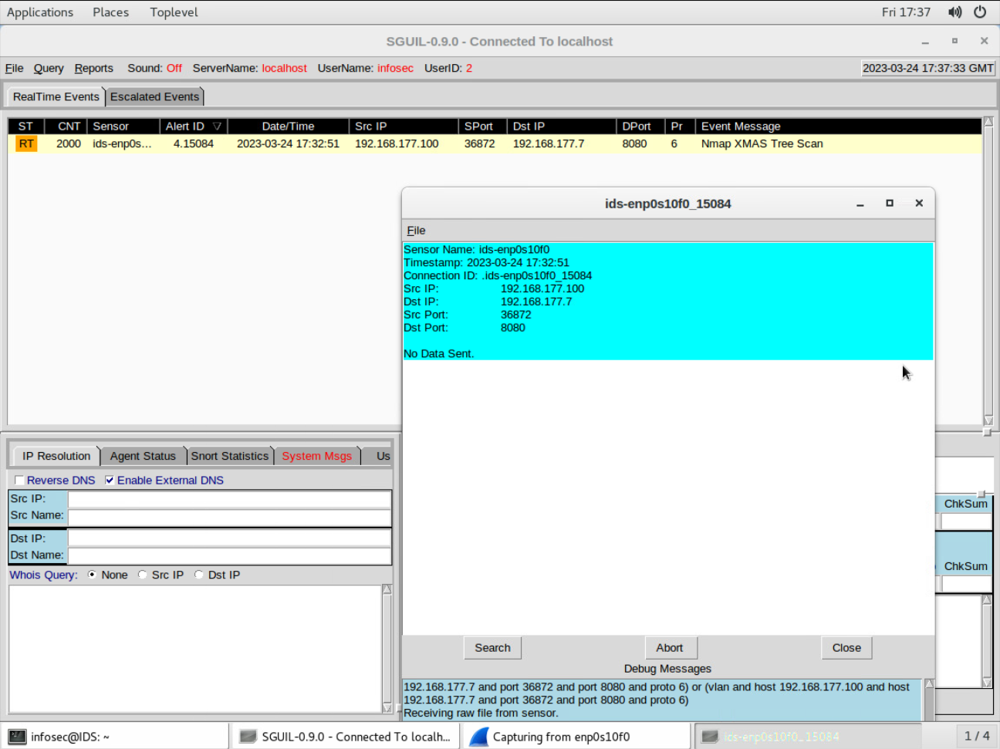 Applications Places Toplevel Fri 17:37
SGUIL-0.9.0 - Connected To localhost
File Query Reports Sound: Off ServerName: localhost UserName: infosec UserID: 2 2023-03-24 17:37:33 GMT
RealTime Events Escalated Events
ST CNT Sensor Alert ID Date/Time Src IP SPort Dst IP DPort Pr Event Message
RT 2000 ids-enp0s... 4.15084 2023-03-24 17:32:51 192.168.177.100 36872 192.168.177.7 8080 6 Nmap XMAS Tree Scan
ids-enp0s10f0_15084
File
Sensor Name: ids-enp0s10f0
Timestamp: 2023-03-24 17:32:51
Connection ID: .ids-enp0s10f0_15084
Src IP: 192.168.177.100
Dst IP: 192.168.177.7
Src Port: 36872
Dst Port: 8080
No Data Sent.
IP Resolution Agent Status Snort Statistics System Msgs Us
Reverse DNS Enable External DNS
Src IP:
Src Name:
Dst IP:
Dst Name:
Whois Query: None Src IP Dst IP
ChkSum
ChkSum
Search Abort Close
Debug Messages
192.168.177.7 and port 36872 and port 8080 and proto 6) or (vlan and host 192.168.177.100 and host
192.168.177.7 and port 36872 and port 8080 and proto 6)
Receiving raw file from sensor.
infosec@IDS: ~ SGUIL-0.9.0 - Connected To localh... Capturing from enp0s10f0 ids-enp0s10f0_15084 1 / 4